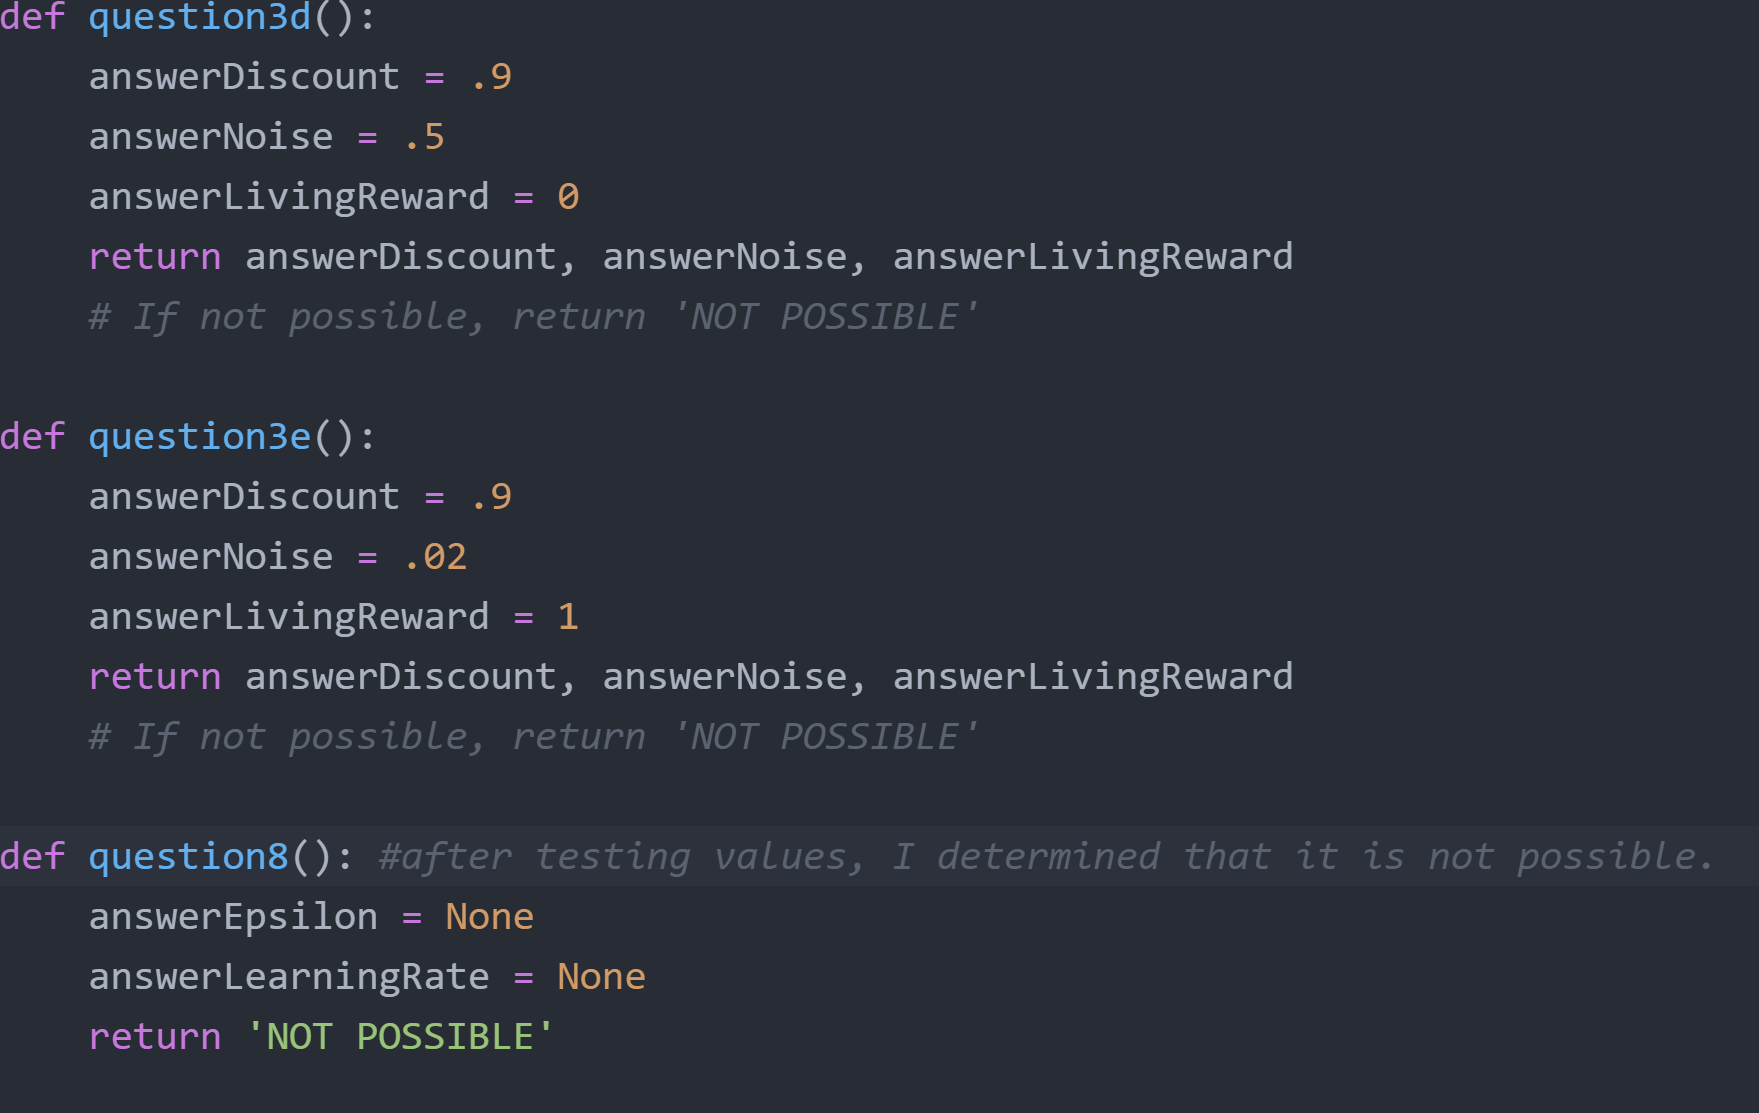 def question3d():
    answerDiscount = .9
    answerNoise = .5
    answerLivingReward = 0
    return answerDiscount, answerNoise, answerLivingReward
    # If not possible, return 'NOT POSSIBLE'

def question3e():
    answerDiscount = .9
    answerNoise = .02
    answerLivingReward = 1
    return answerDiscount, answerNoise, answerLivingReward
    # If not possible, return 'NOT POSSIBLE'

def question8(): #after testing values, I determined that it is not possible.
    answerEpsilon = None
    answerLearningRate = None
    return 'NOT POSSIBLE'